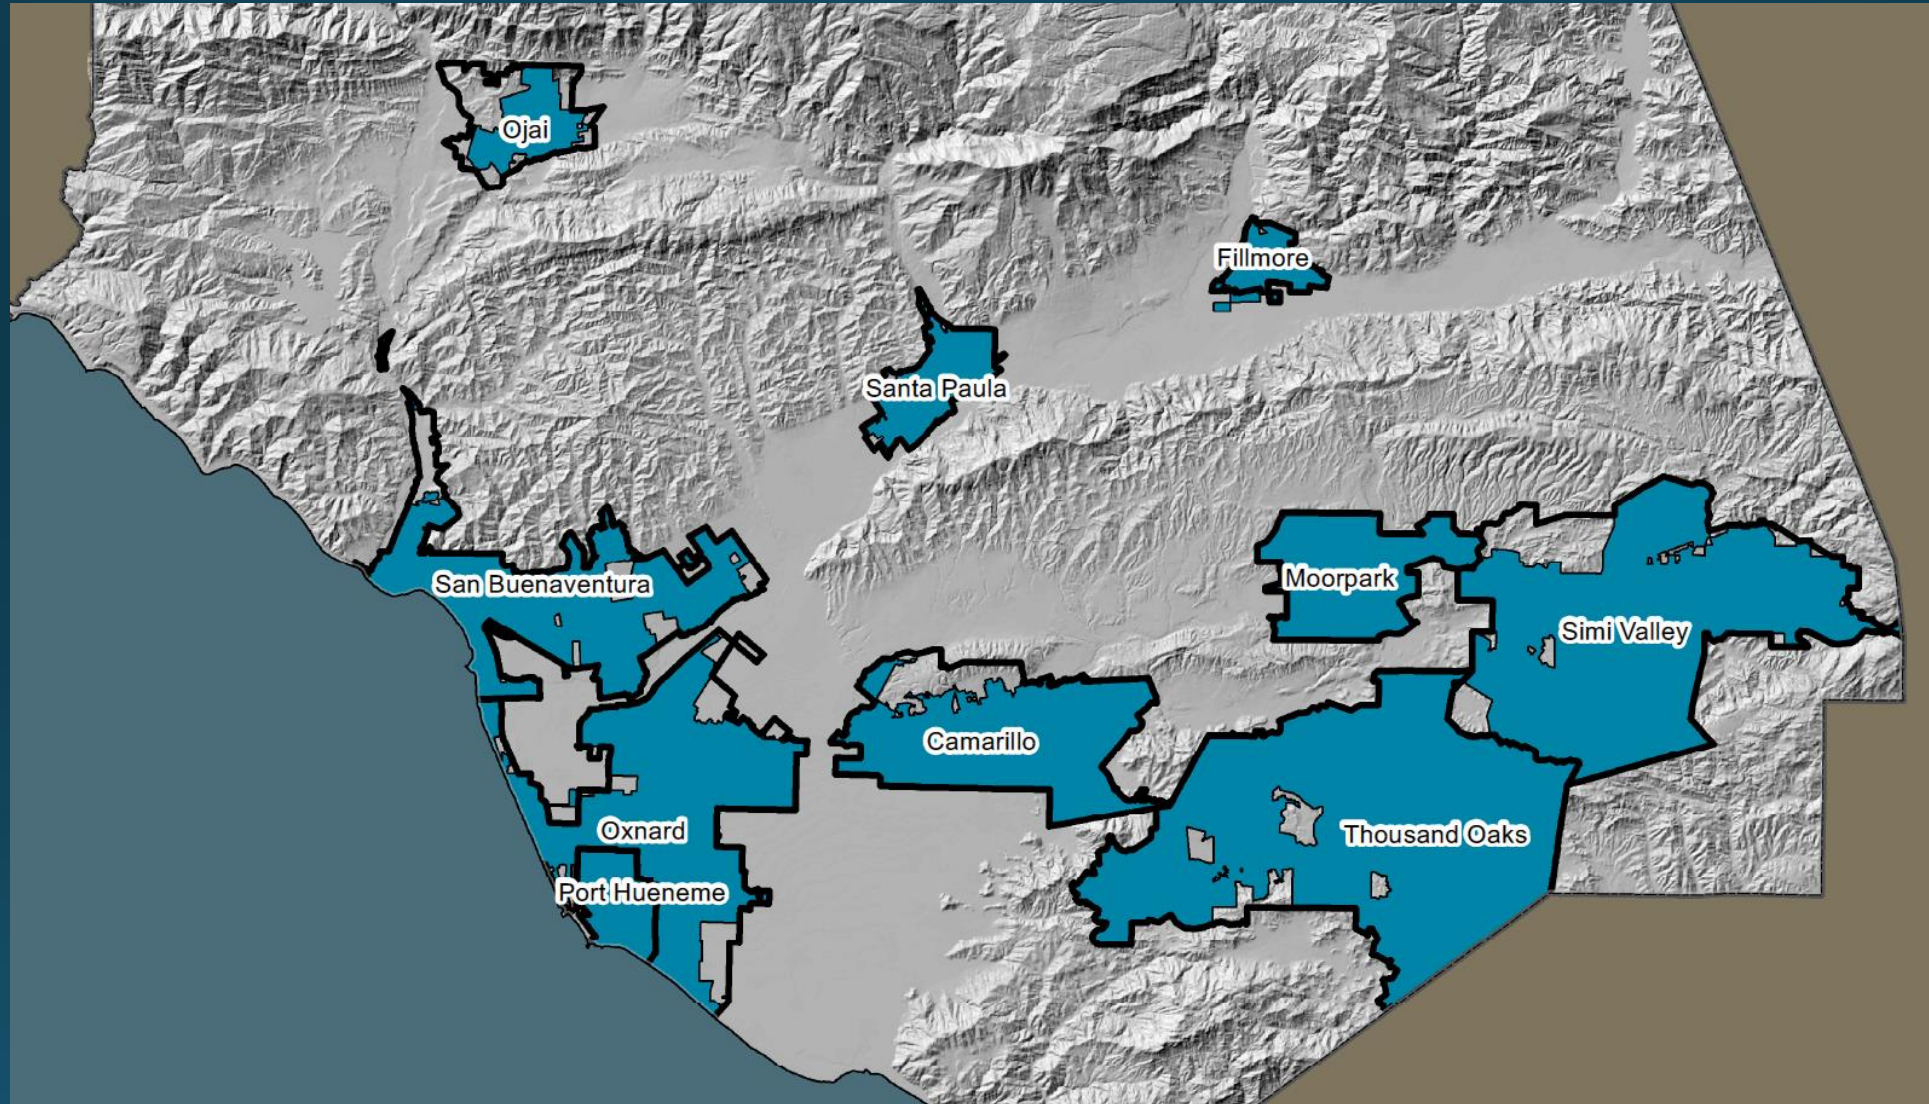 Ojai
Fillmore
Santa Paula
San Buenaventura
Moorpark
Simi Valley
Camarillo
Oxnard
Thousand Oaks
Port Hueneme